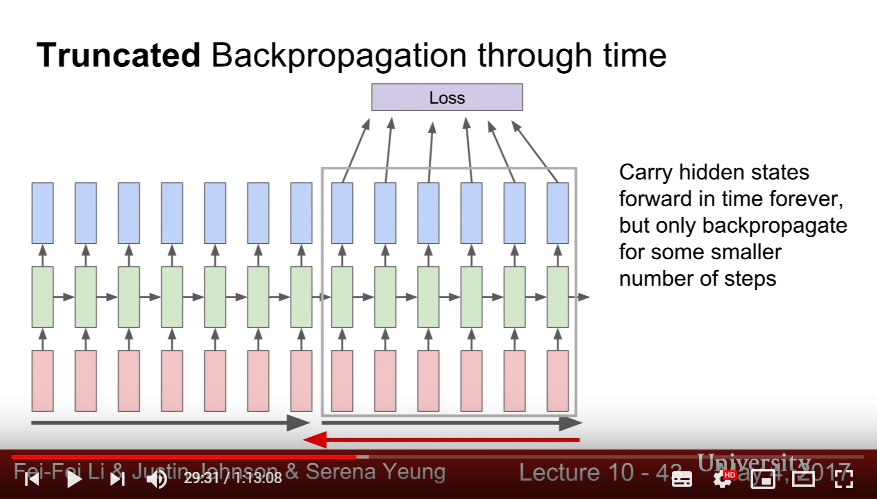 Truncated Backpropagation through time
Loss
Carry hidden states
forward in time forever,
but only backpropagate
for some smaller
number of steps
Fei-Fei Li & Justin Johnson & Serena Yeung
Lecture 10 - 
University
4, 2017
29:31 / 1:13:08
HD